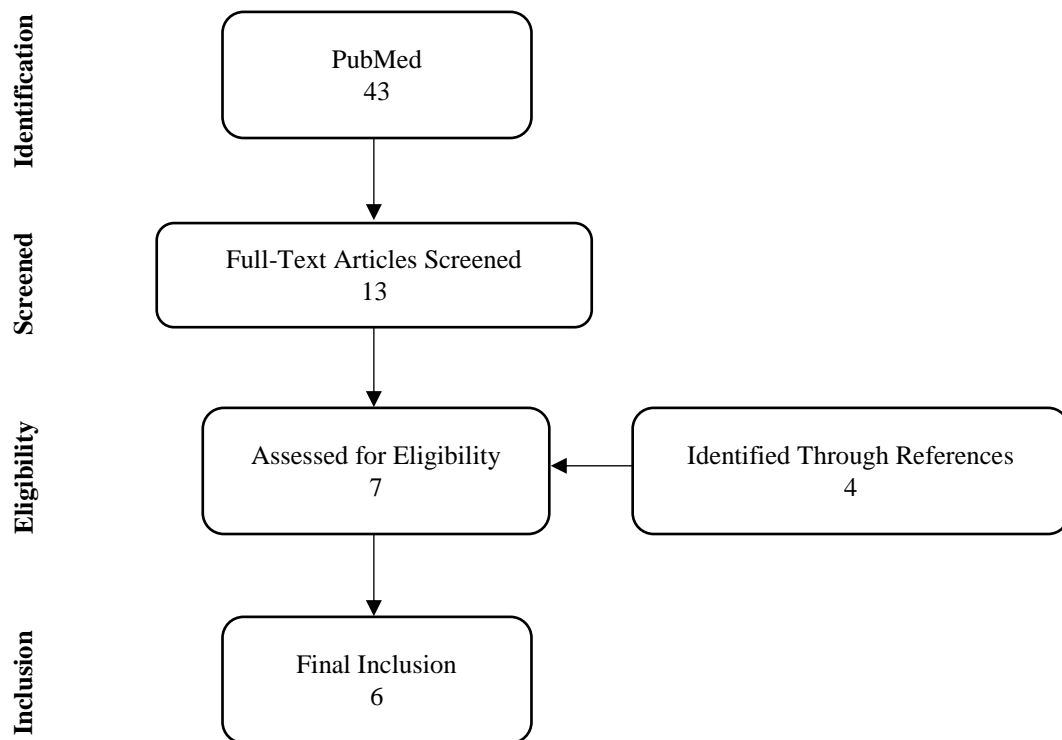 Identification
PubMed
43
Screened
Full-Text Articles Screened
13
Eligibility
Assessed for Eligibility
7
Identified Through References
4
Inclusion
Final Inclusion
6